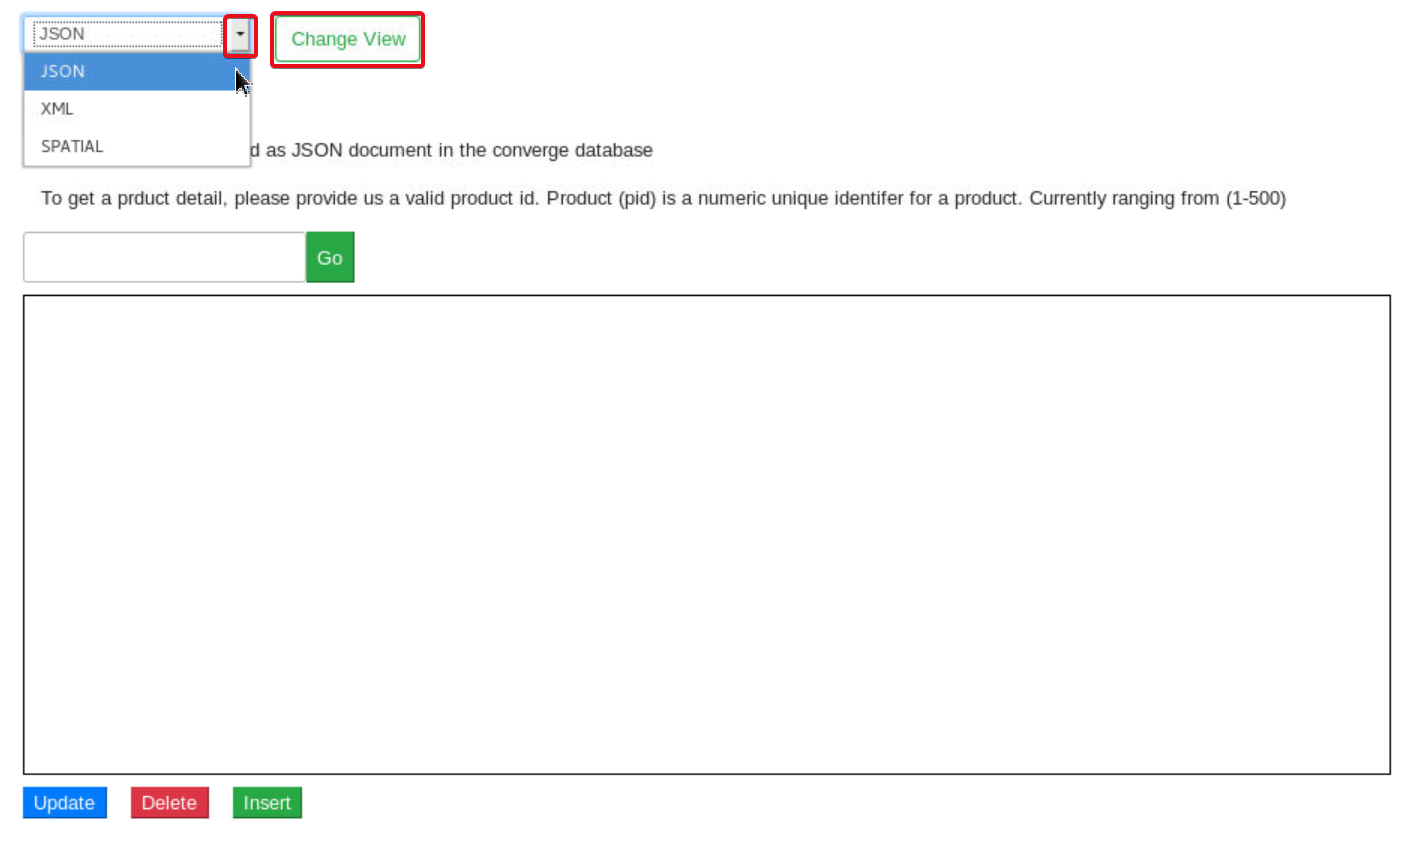 JSON
Change View
JSON
XML
SPATIAL
d as JSON document in the converge database
To get a prduct detail, please provide us a valid product id. Product (pid) is a numeric unique identifer for a product. Currently ranging from (1-500)
Go
Update Delete Insert